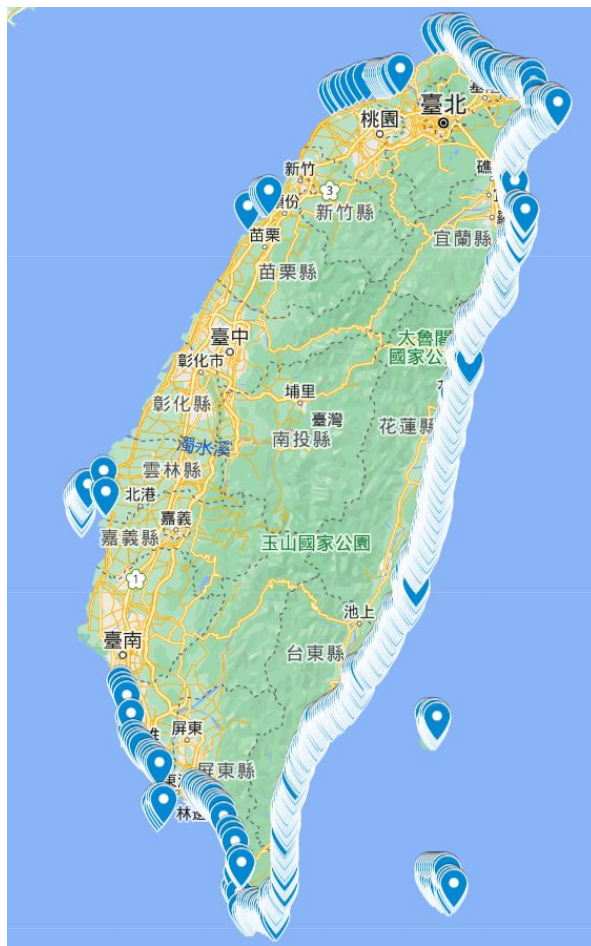 臺北
桃園
新竹
3
新竹縣
苗栗
宜蘭縣
苗栗縣
臺中
太魯閣
國家公
彰化市
彰化縣
埔里
臺灣
南投縣
花蓮縣
濁水溪
雲林縣
北港
嘉義
嘉義縣
玉山國家公園
1
池上
臺南
台東縣
屏東
屏東縣